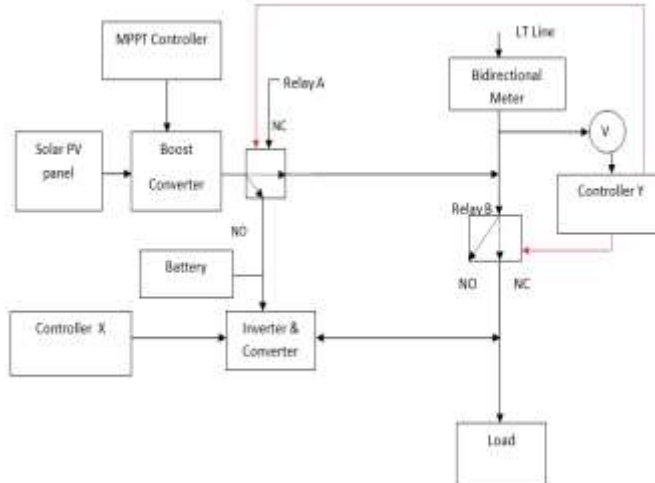 MPPT Controller
LT Line
Relay A
Bidirectional
Meter
NC
V
Solar PV
panel
Boost
Converter
Controller Y
Relay B
NO
Battery
NO
NC
Controller X
Inverter &
Converter
Load